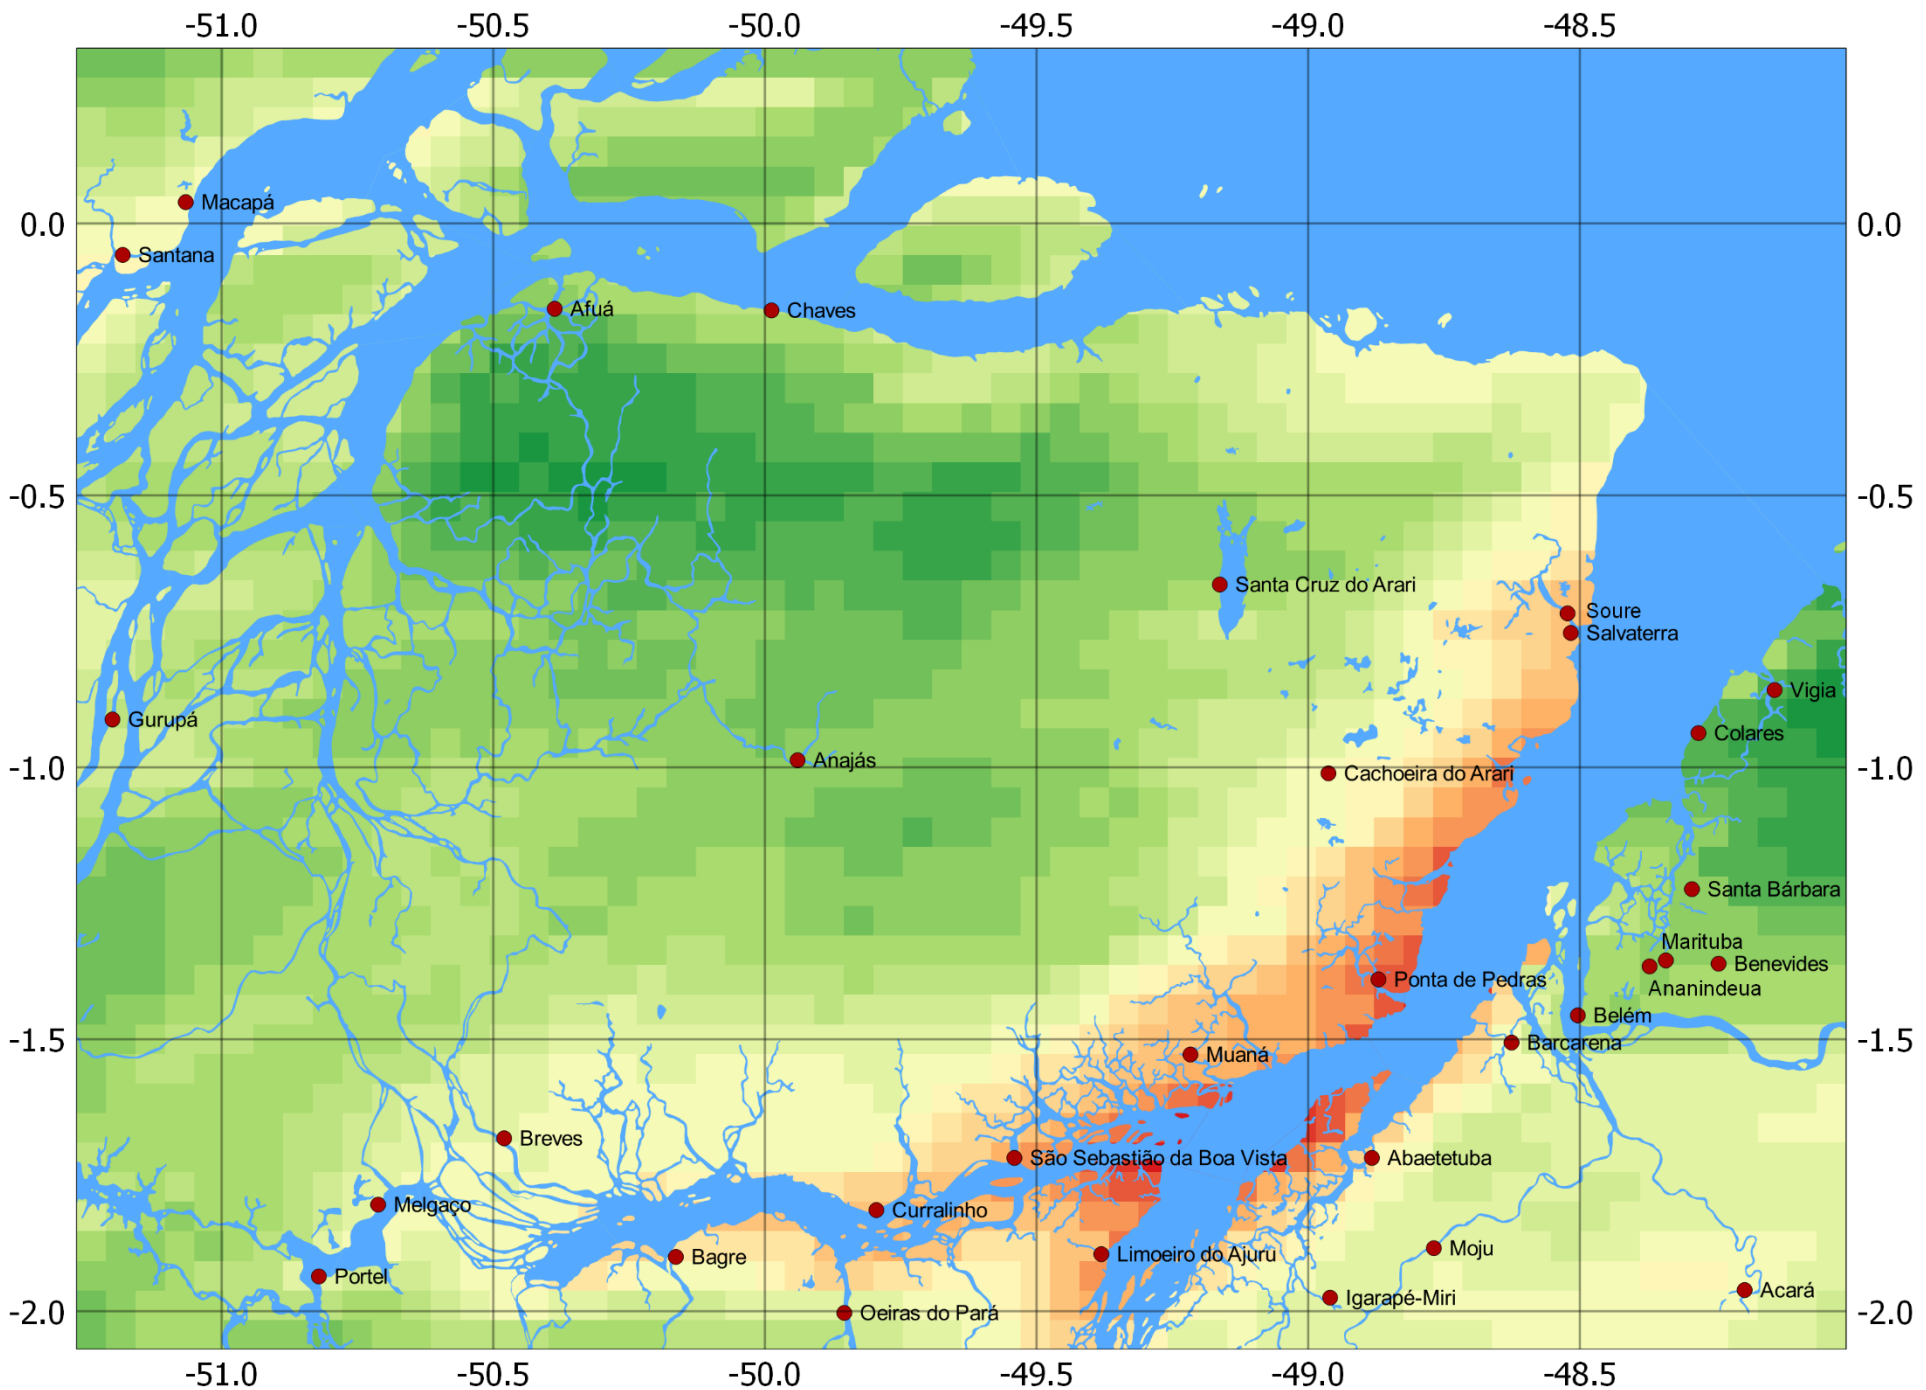 -51.0 -50.5 -50.0 -49.5 -49.0 -48.5
Macapá
0.0 0.0
Santana
Afuá
Chaves
-0.5 -0.5
Santa Cruz do Arari
Soure
Salvaterra
Vigia
Gurupá
Colares
Anajás
-1.0 -1.0
Cachoeira do Arari
Santa Bárbara
Marituba
Benevides
Ponta de Pedras
Ananindeua
Belém
-1.5 -1.5
Barcarena
Muaná
Breves
São Sebastião da Boa Vista
Abaetetuba
Melgaço
Curralinho
Moju
Limoeiro do Ajuru
Bagre
Portel
Acará
Igarapé-Miri
-2.0 -2.0
Oeiras do Pará
-51.0 -50.5 -50.0 -49.5 -49.0 -48.5